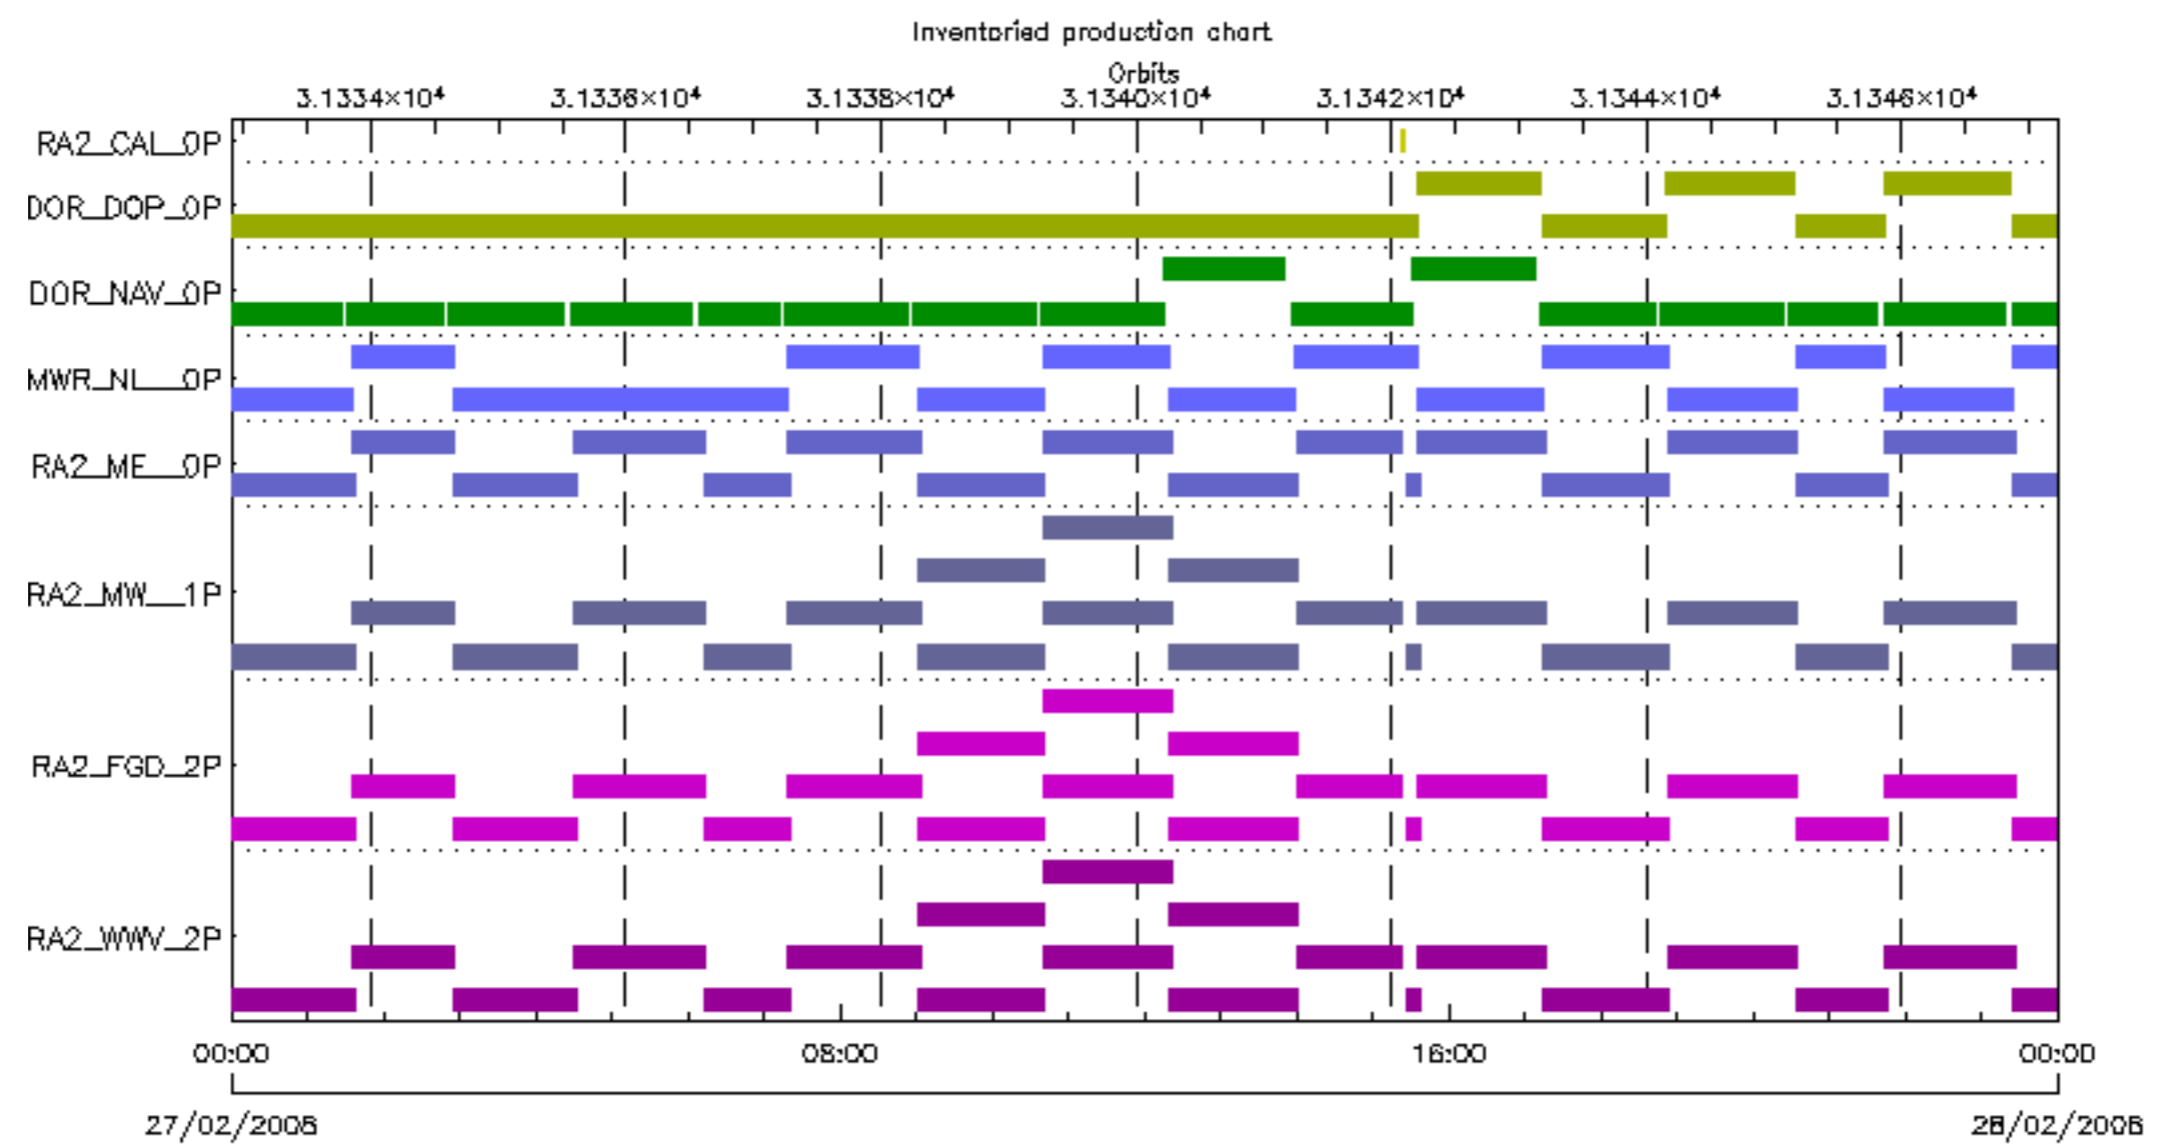 Inventoried production chart
Orbits
3.1334×10⁴ 3.1336×10⁴ 3.1338×10⁴ 3.1340×10⁴ 3.1342×10⁴ 3.1344×10⁴ 3.1346×10⁴
RA2_CAL_0P
DOR_DOP_0P
DOR_NAV_0P
MWR_NL__0P
RA2_ME__0P
RA2_MW__1P
RA2_FGD_2P
RA2_WWV_2P
00:00 08:00 16:00 00:00
27/02/2008 28/02/2008